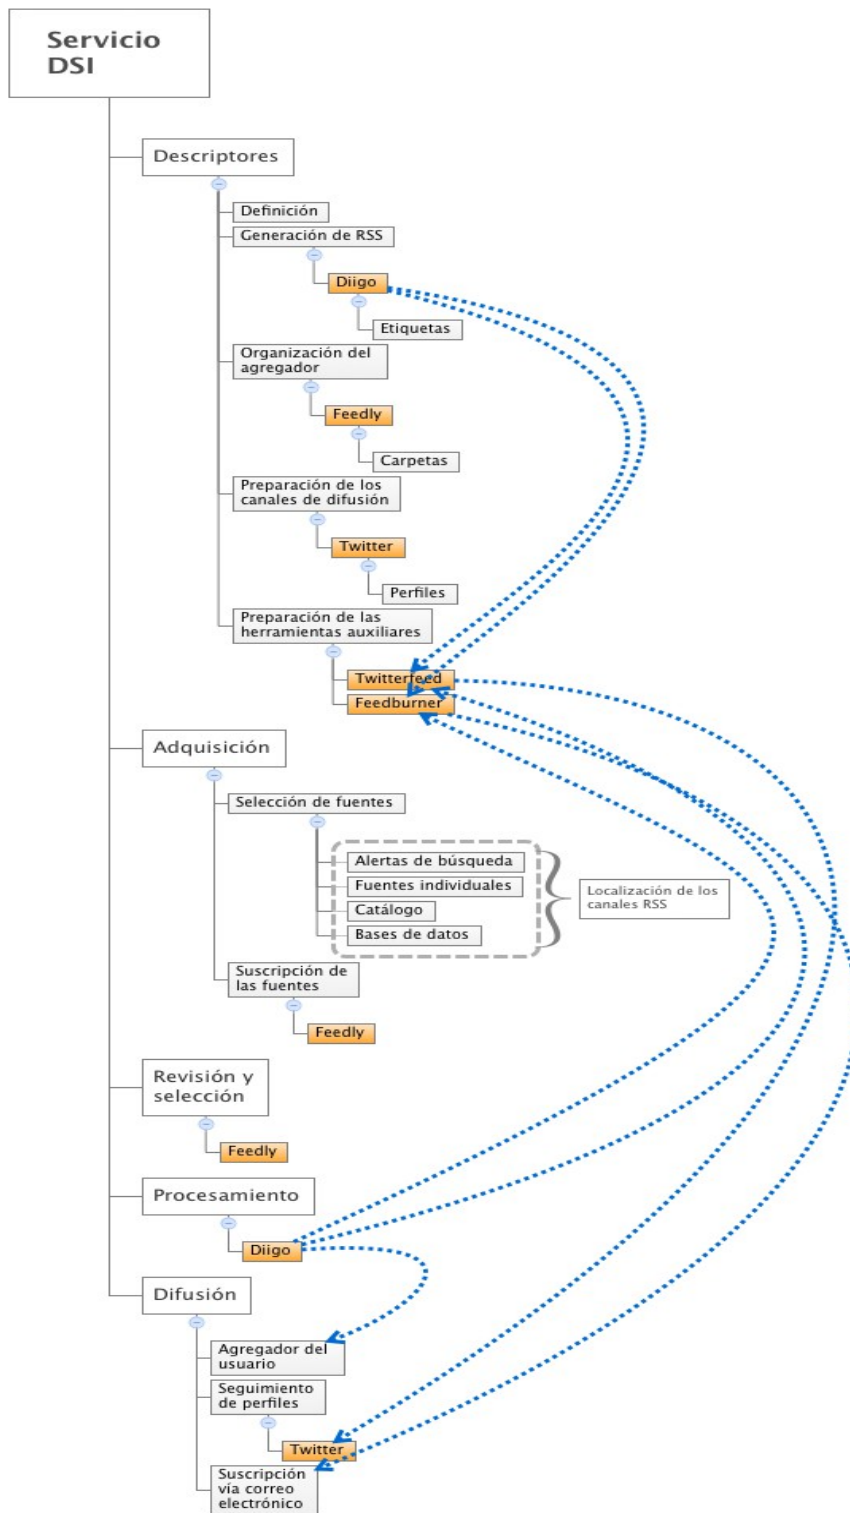 Servicio
DSI
Descriptores
Definición
Generación de RSS
Diigo
Etiquetas
Organización del
agregador
Feedly
Carpetas
Preparación de los
canales de difusión
Twitter
Perfiles
Preparación de las
herramientas auxiliares
Twitterfeed
Feedburner
Adquisición
Selección de fuentes
Alertas de búsqueda
Fuentes individuales
Catálogo
Bases de datos
Localización de los
canales RSS
Suscripción de
las fuentes
Feedly
Revisión y
selección
Feedly
Procesamiento
Diigo
Difusión
Agregador del
usuario
Seguimiento
de perfiles
Twitter
Suscripción
vía correo
electrónico